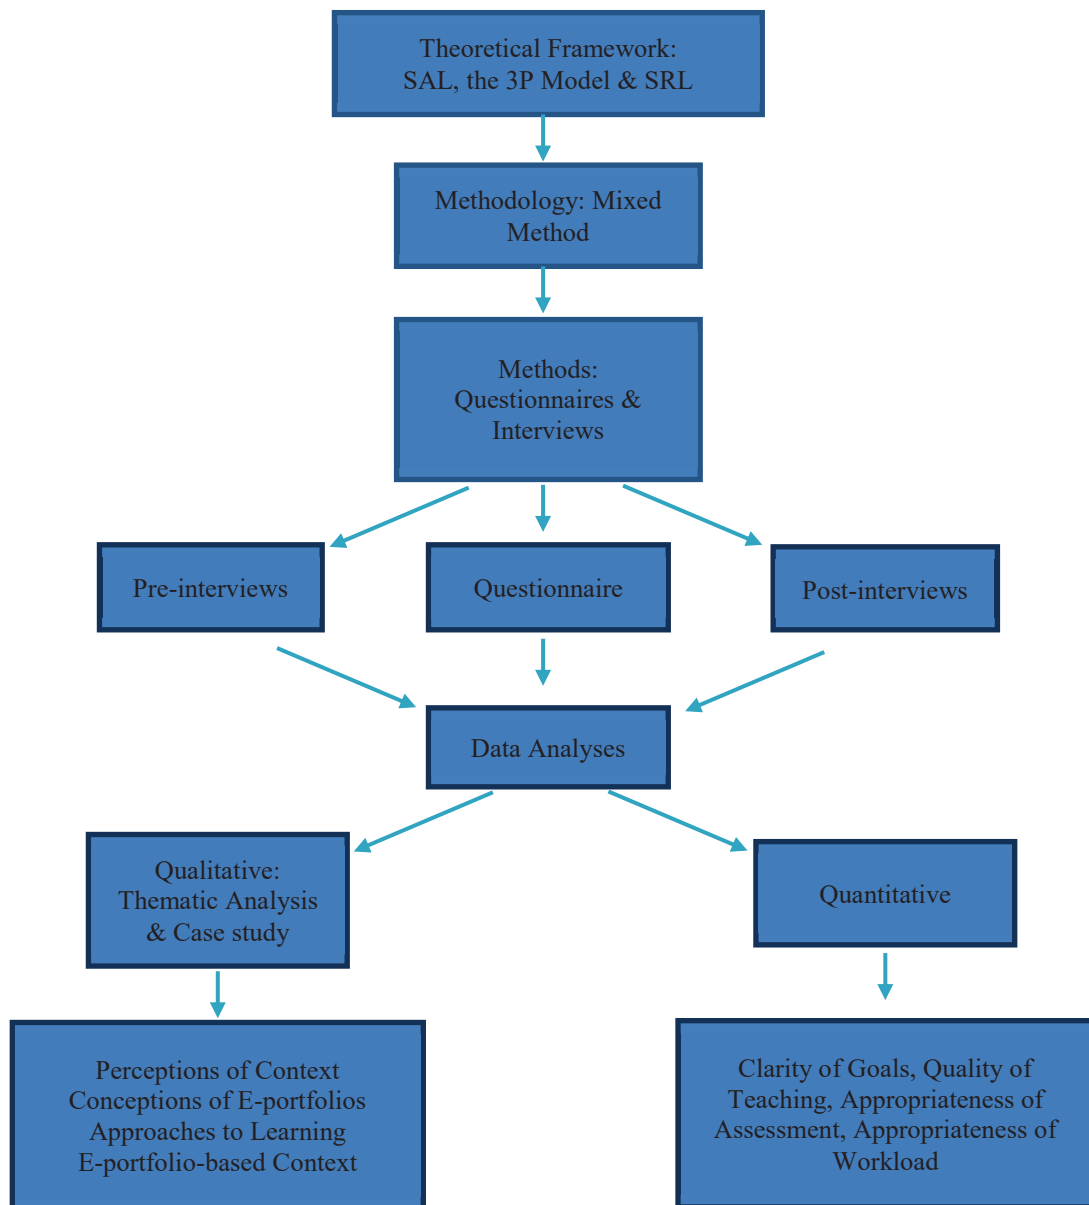 Theoretical Framework:
SAL, the 3P Model & SRL
Methodology: Mixed
Method
Methods:
Questionnaires &
Interviews
Pre-interviews
Questionnaire
Post-interviews
Data Analyses
Qualitative:
Thematic Analysis
& Case study
Quantitative
Perceptions of Context
Conceptions of E-portfolios
Approaches to Learning
E-portfolio-based Context
Clarity of Goals, Quality of
Teaching, Appropriateness of
Assessment, Appropriateness of
Workload